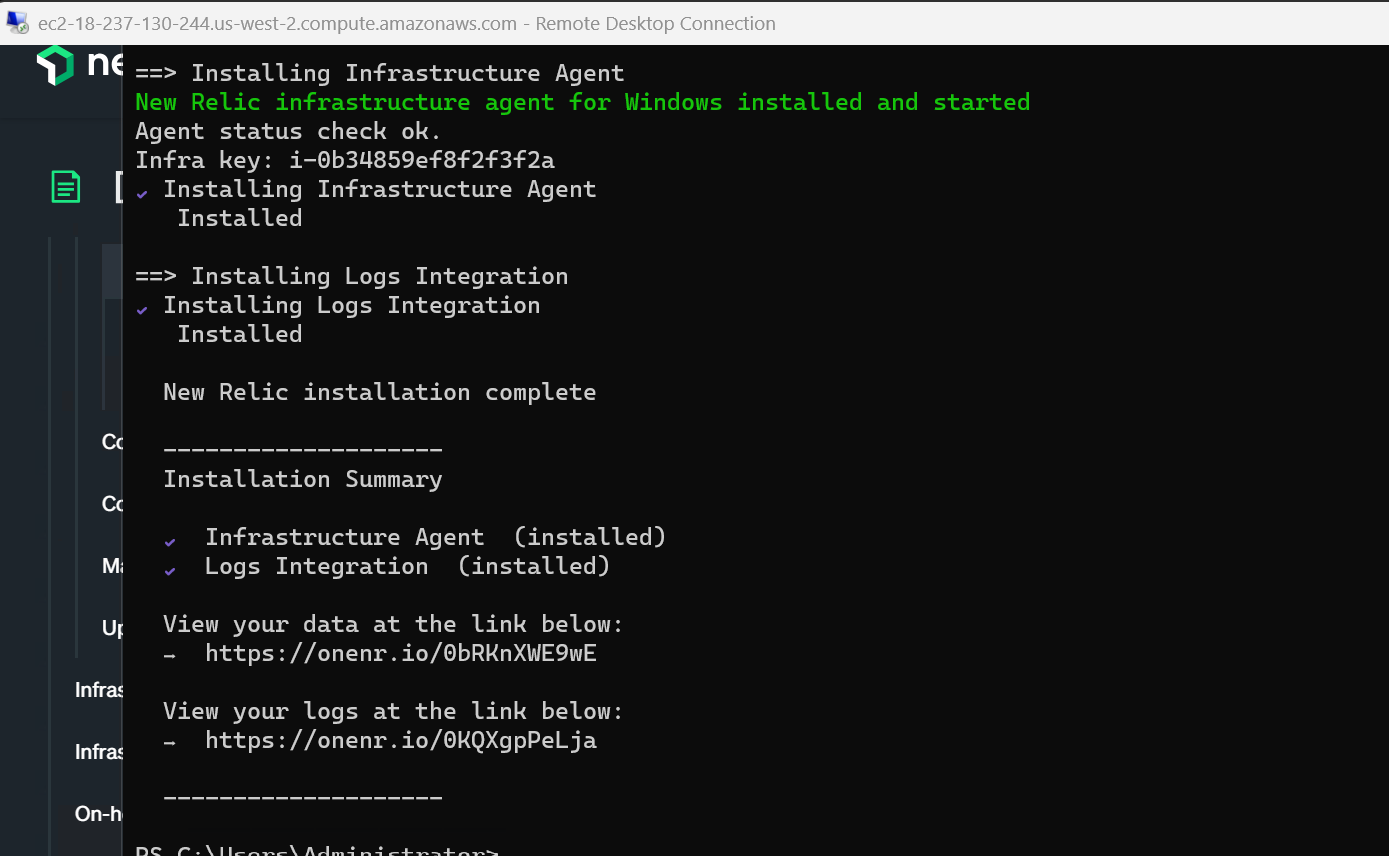 ec2-18-237-130-244.us-west-2.compute.amazonaws.com - Remote Desktop Connection
ne
==> Installing Infrastructure Agent
New Relic infrastructure agent for Windows installed and started
Agent status check ok.
Infra key: i-0b34859ef8f2f3f2a
✔ Installing Infrastructure Agent
Installed
==> Installing Logs Integration
✔ Installing Logs Integration
Installed
New Relic installation complete
--------------------
Installation Summary
✔ Infrastructure Agent (installed)
✔ Logs Integration (installed)
View your data at the link below:
→ https://onenr.io/0bRKnXWE9wE
View your logs at the link below:
→ https://onenr.io/0KQXgpPeLja
--------------------
PS C:\Users\Administrator>
Co
Co
Ma
Up
Infras
Infras
On-h